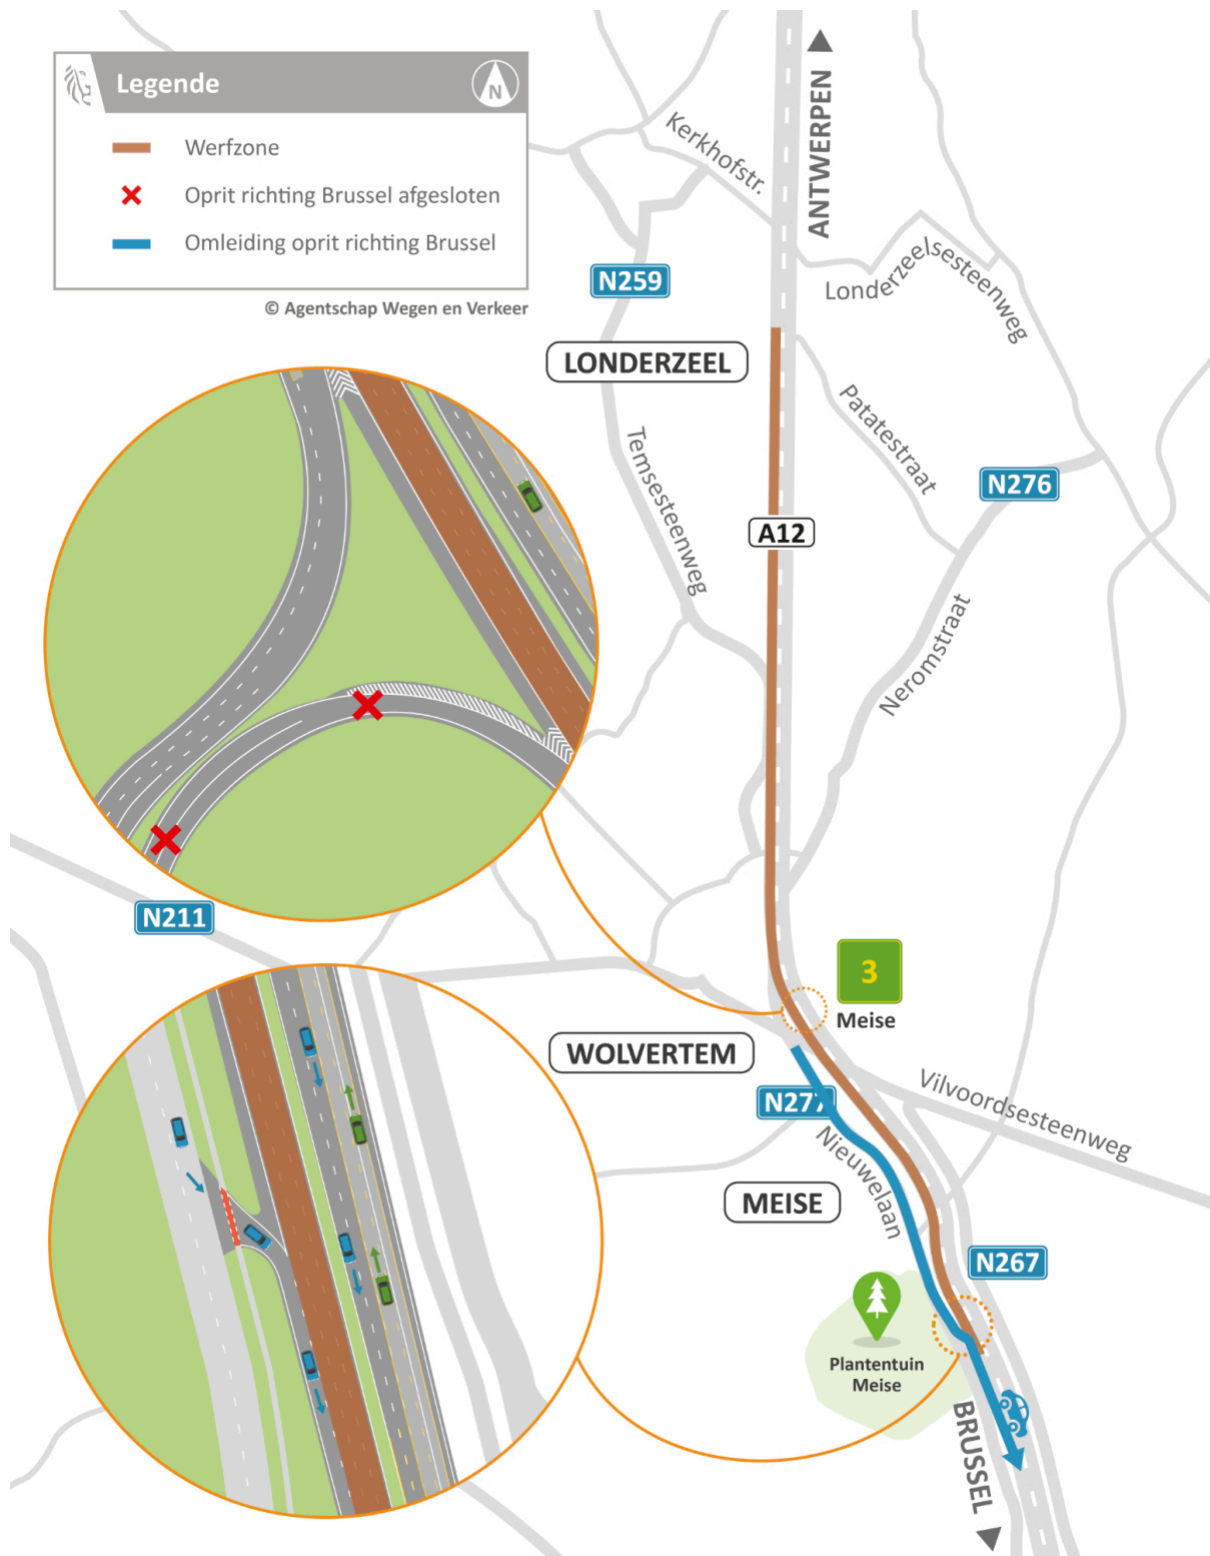 Legende
N
Werfzone
Oprit richting Brussel afgesloten
Omleiding oprit richting Brussel
© Agentschap Wegen en Verkeer
ANTWERPEN
Kerkhofstr.
Londerzeelsesteenweg
N259
LONDERZEEL
Patatestraat
Temsesteenweg
N276
A12
Neromstraat
N211
3
Meise
WOLVERTEM
N277
Vilvoordsesteenweg
Nieuwelaan
MEISE
N267
Plantentuin
Meise
BRUSSEL